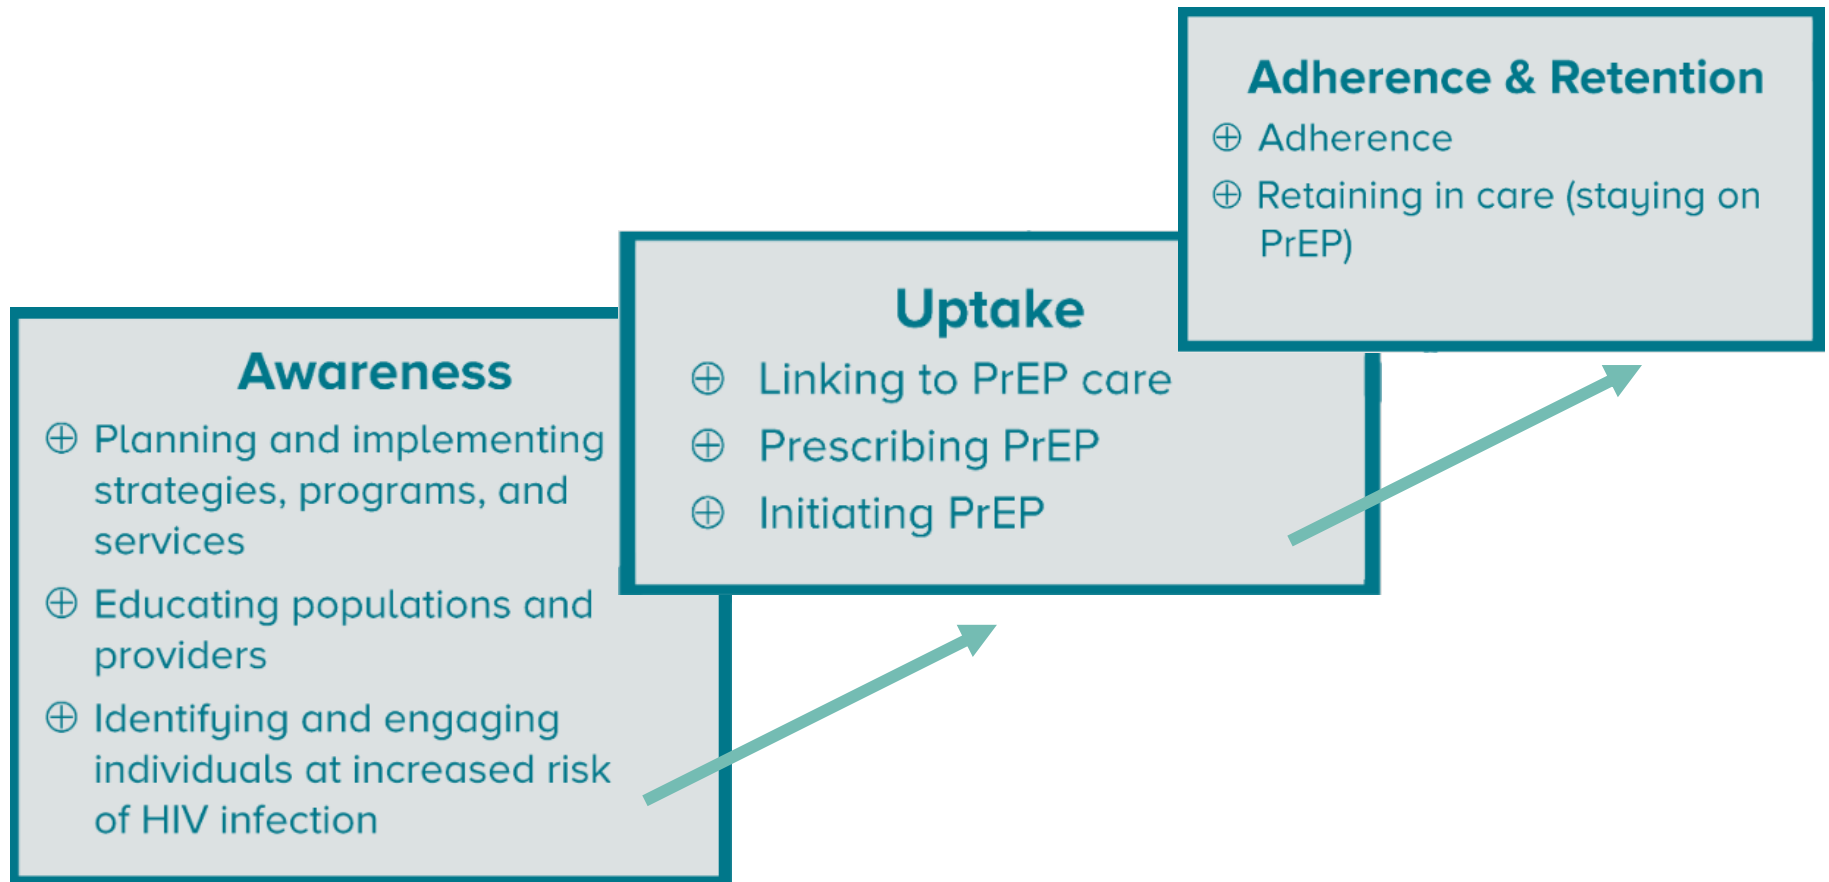 Awareness
⊕ Planning and implementing
strategies, programs, and
services
⊕ Educating populations and
providers
⊕ Identifying and engaging
individuals at increased risk
of HIV infection
Uptake
⊕ Linking to PrEP care
⊕ Prescribing PrEP
⊕ Initiating PrEP
Adherence & Retention
⊕ Adherence
⊕ Retaining in care (staying on
PrEP)